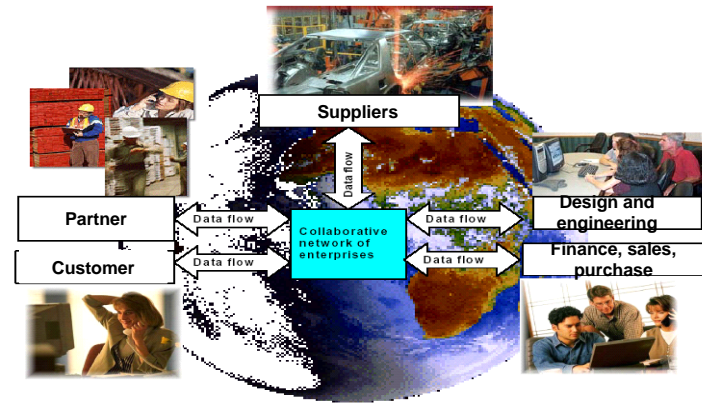 Suppliers
Data flow
Partner
Data flow
Data flow
Design and
engineering
Collaborative
network of
enterprises
Customer
Data flow
Data flow
Finance, sales,
purchase